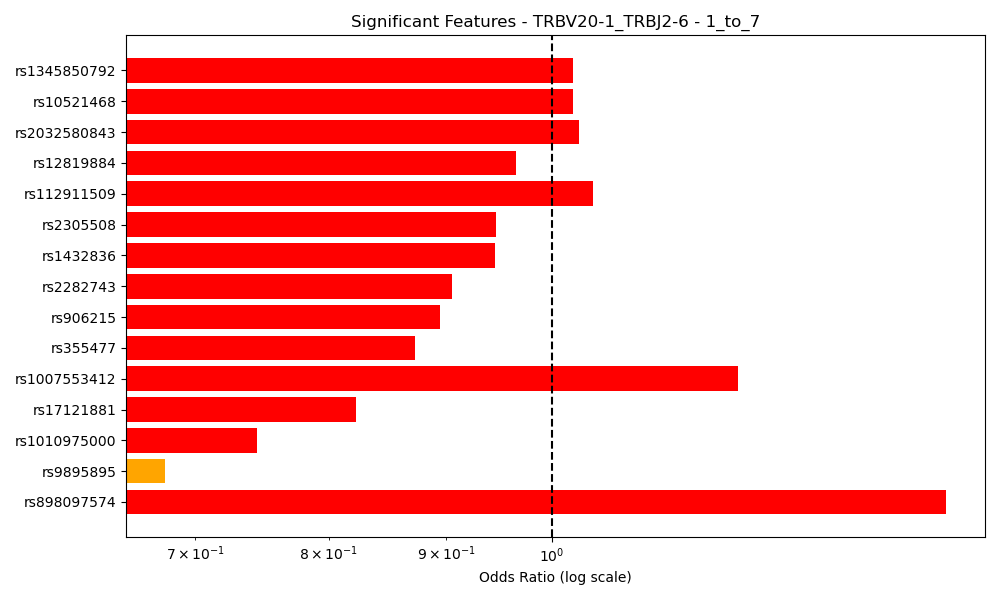 Significant Features - TRBV20-1_TRBJ2-6 - 1_to_7
rs1345850792
rs10521468
rs2032580843
rs12819884
rs112911509
rs2305508
rs1432836
rs2282743
rs906215
rs355477
rs1007553412
rs17121881
rs1010975000
rs9895895
rs898097574
7 × 10⁻¹ 8 × 10⁻¹ 9 × 10⁻¹ 10⁰
Odds Ratio (log scale)